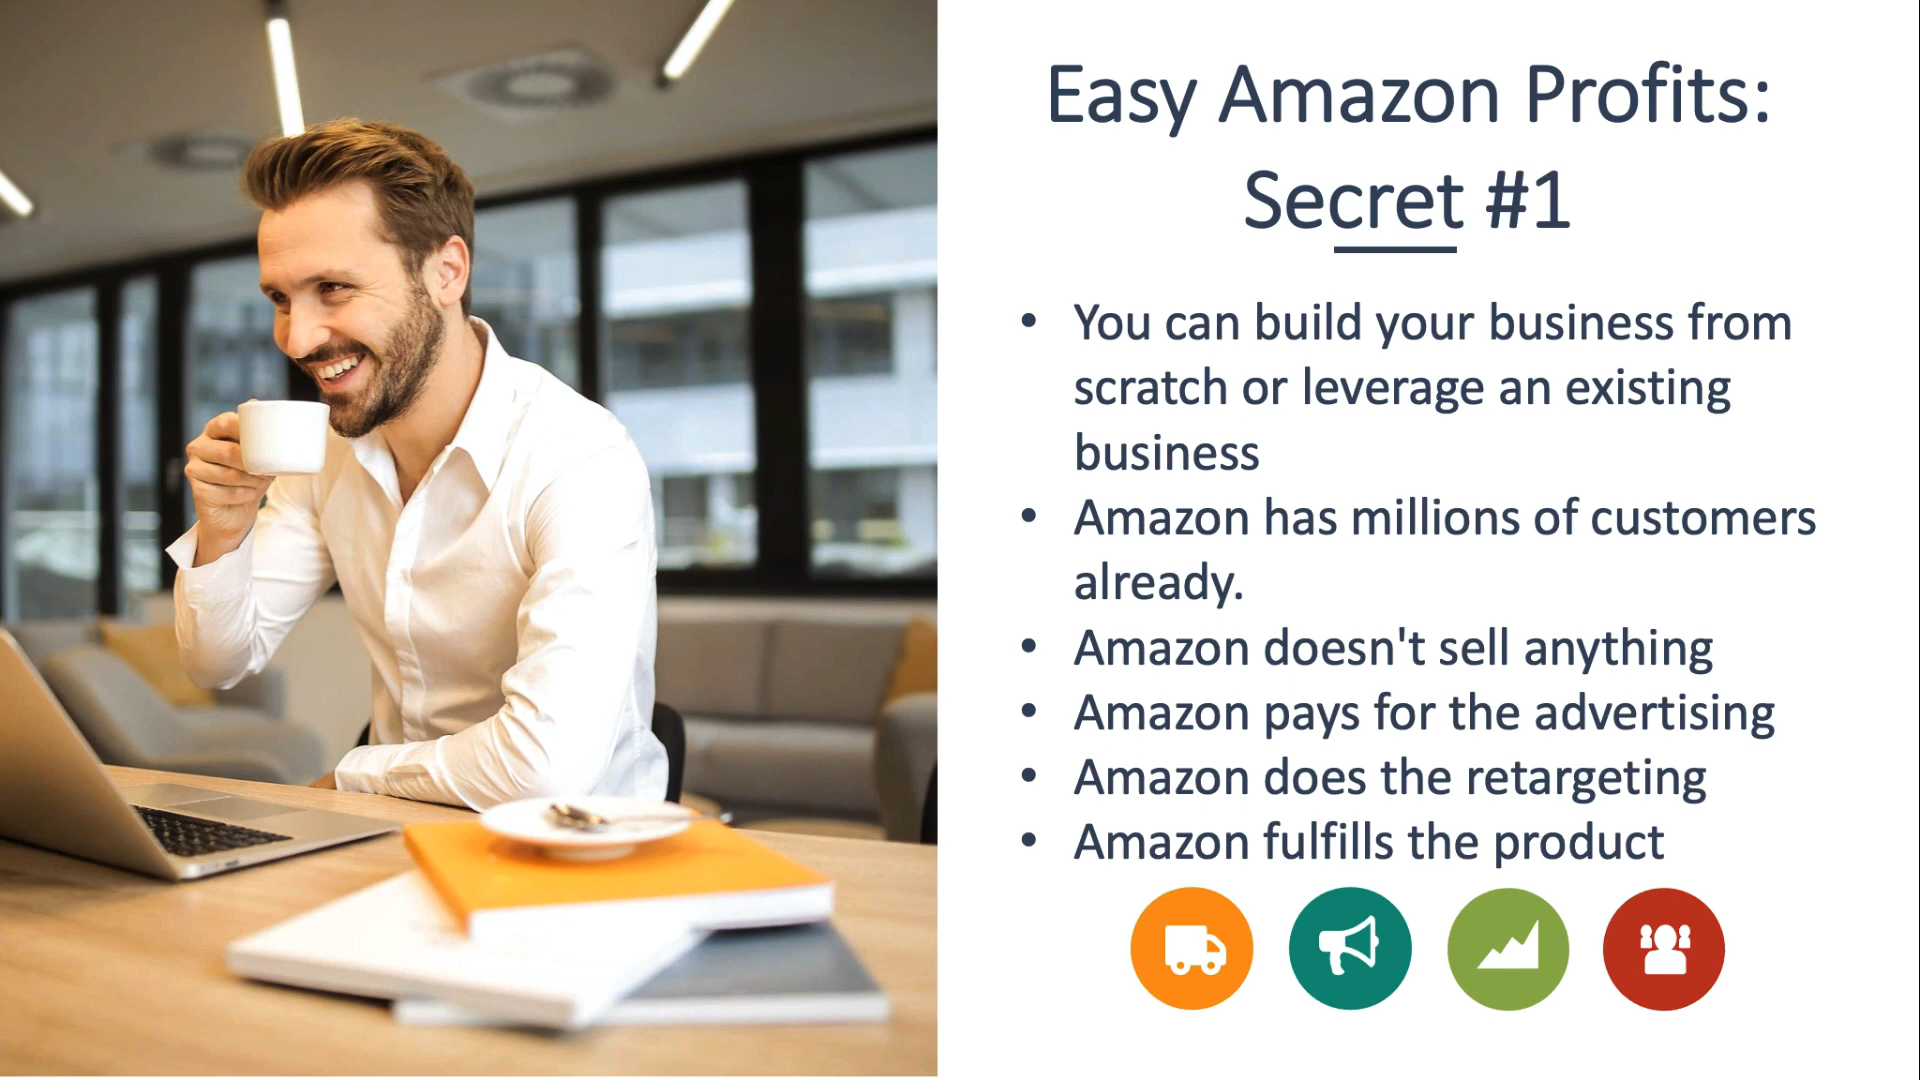 Easy Amazon Profits:
Secret #1
• You can build your business from
scratch or leverage an existing
business
• Amazon has millions of customers
already.
• Amazon doesn't sell anything
• Amazon pays for the advertising
• Amazon does the retargeting
• Amazon fulfills the product